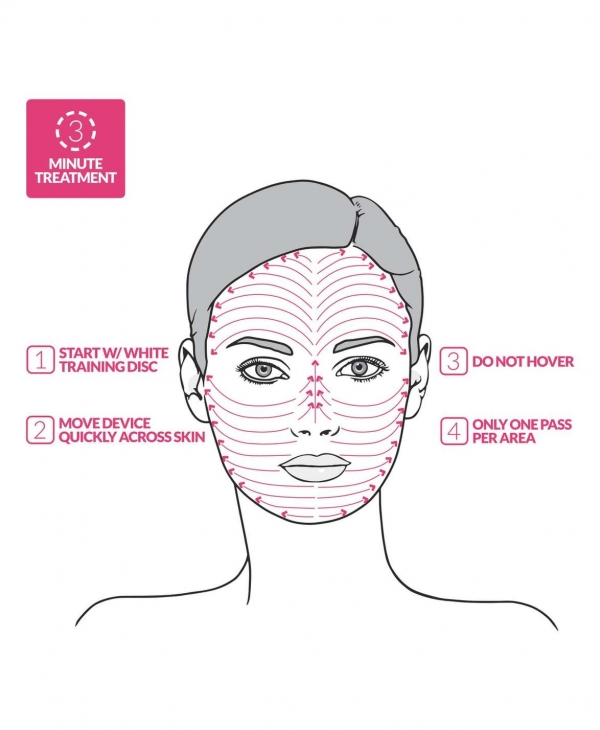 3
MINUTE
TREATMENT
1
START W/ WHITE
TRAINING DISC
2
MOVE DEVICE
QUICKLY ACROSS SKIN
3
DO NOT HOVER
4
ONLY ONE PASS
PER AREA